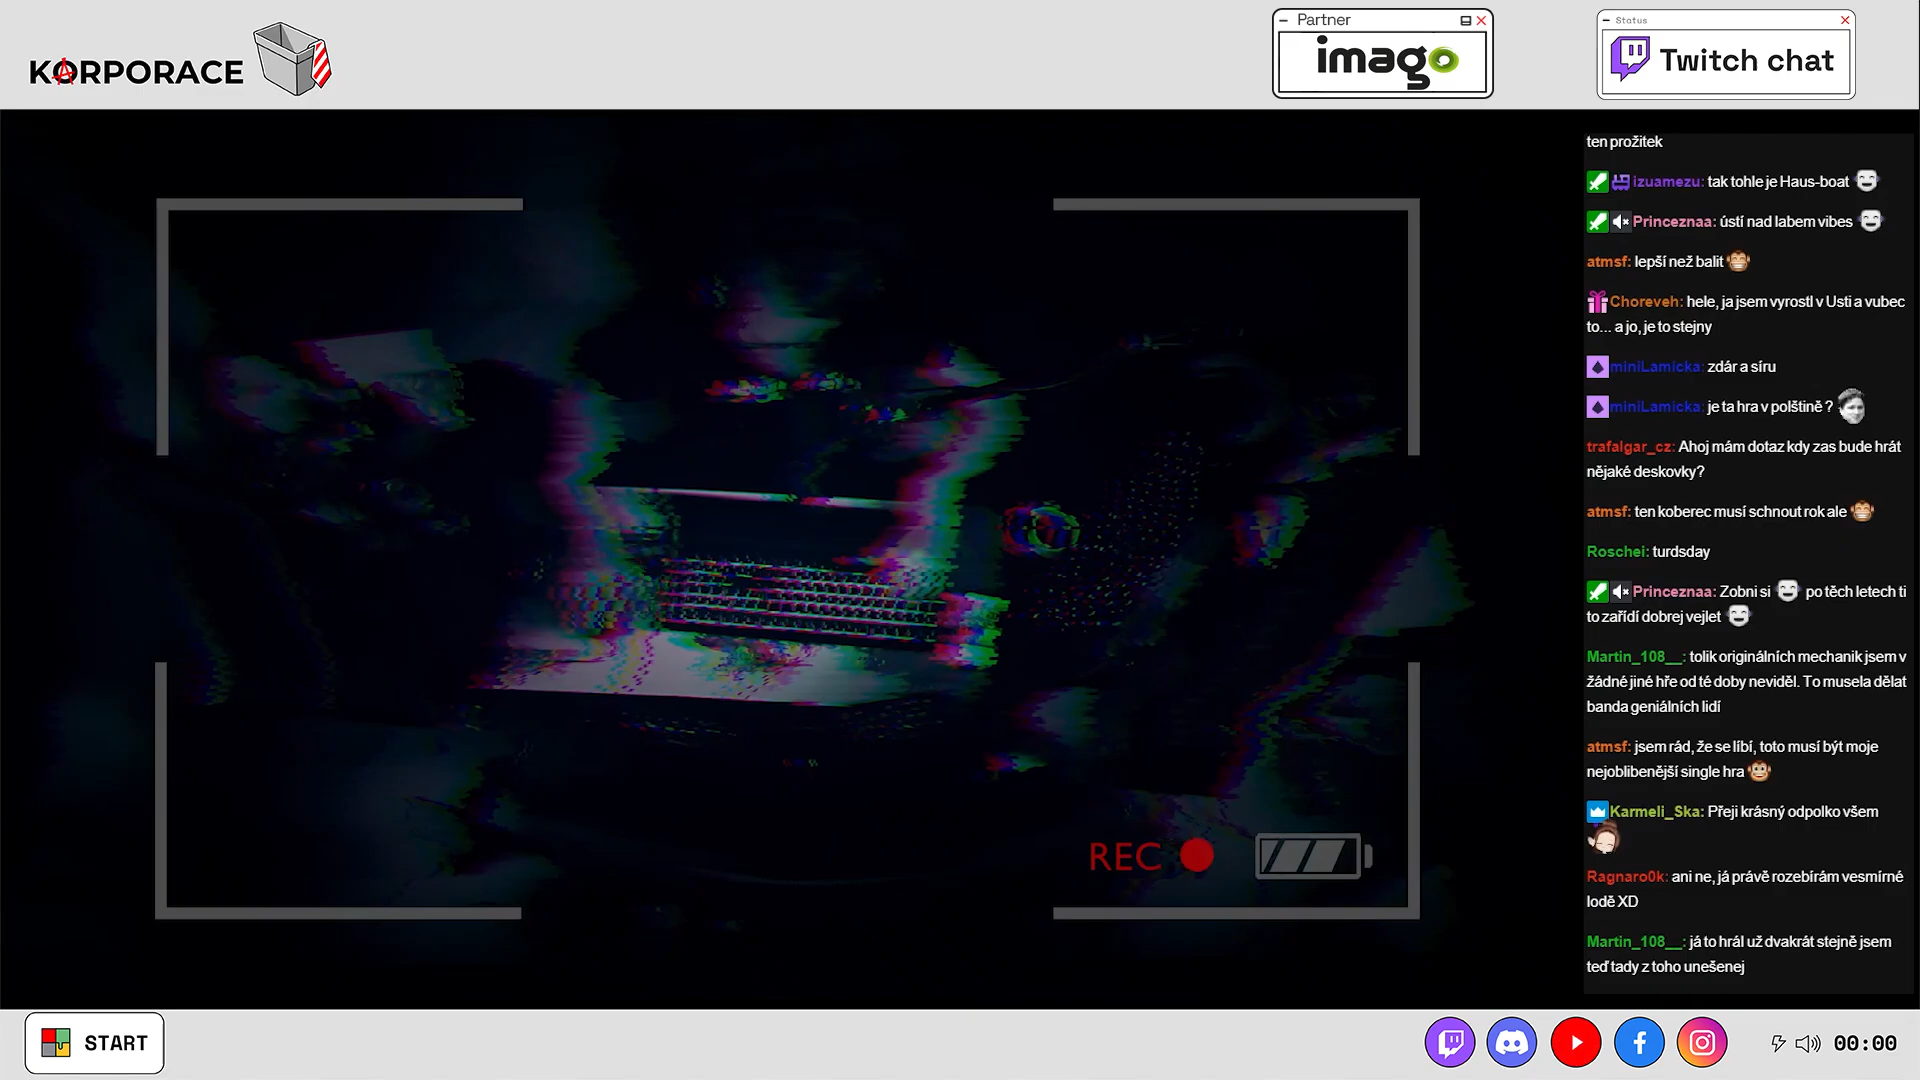 KORPORACE
Partner
imago
Status
Twitch chat
ten prožitek
izuamezu: tak tohle je Haus-boat
Princeznaa: ústí nad labem vibes
atmsf: lepší než balit
Choreveh: hele, ja jsem vyrostl v Usti a vubec
to... a jo, je to stejny
miniLamicka: zdár a síru
miniLamicka: je ta hra v polštině ?
trafalgar_cz: Ahoj mám dotaz kdy zas bude hrát
nějaké deskovky?
atmsf: ten koberec musí schnout rok ale
Roschei: turdsday
Princeznaa: Zobni si po těch letech ti
to zařídí dobrej vejlet
Martin_108__: tolik originálních mechanik jsem v
žádné jiné hře od té doby neviděl. To musela dělat
banda geniálních lidí
atmsf: jsem rád, že se líbí, toto musí být moje
nejoblibenější single hra
Karmeli_Ska: Přeji krásný odpolko všem
Ragnaro0k: ani ne, já právě rozebírám vesmírné
lodě XD
Martin_108__: já to hrál už dvakrát stejně jsem
teď tady z toho unešenej
REC
START
00:00